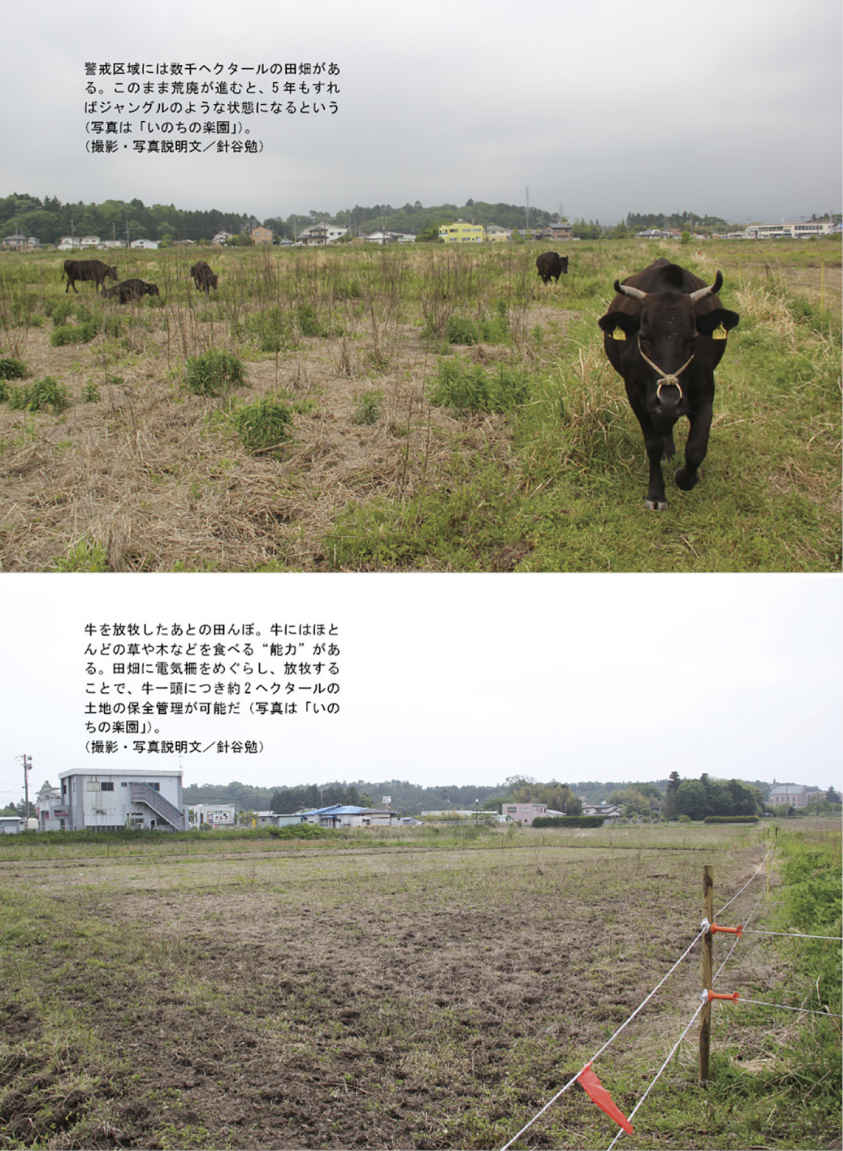 警戒区域には数千ヘクタールの田畑があ
る。このまま荒廃が進むと、5年もすれ
ばジャングルのような状態になるという
（写真は「いのちの楽園」）。
（撮影・写真説明文／針谷勉）
牛を放牧したあとの田んぼ。牛にはほと
んどの草や木などを食べる“能力”があ
る。田畑に電気柵をめぐらし、放牧する
ことで、牛一頭につき約2ヘクタールの
土地の保全管理が可能だ（写真は「いの
ちの楽園」）。
（撮影・写真説明文／針谷勉）